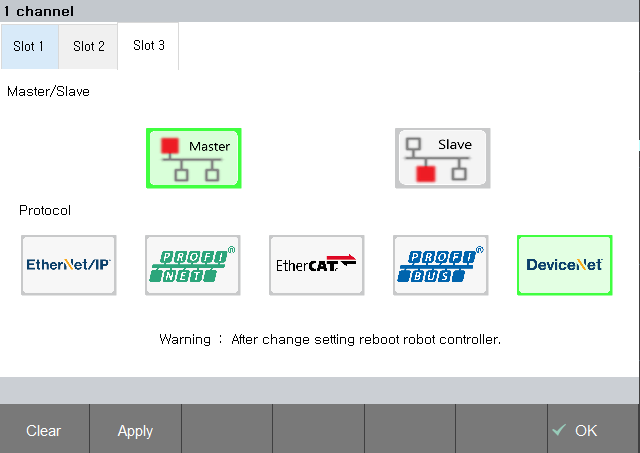 1 channel
Slot 1
Slot 2
Slot 3
Master/Slave
Master
Slave
Protocol
EtherNet/IP
PROFI
NET
EtherCAT
PROFI
BUS
DeviceNet
Warning : After change setting reboot robot controller.
Clear
Apply
OK